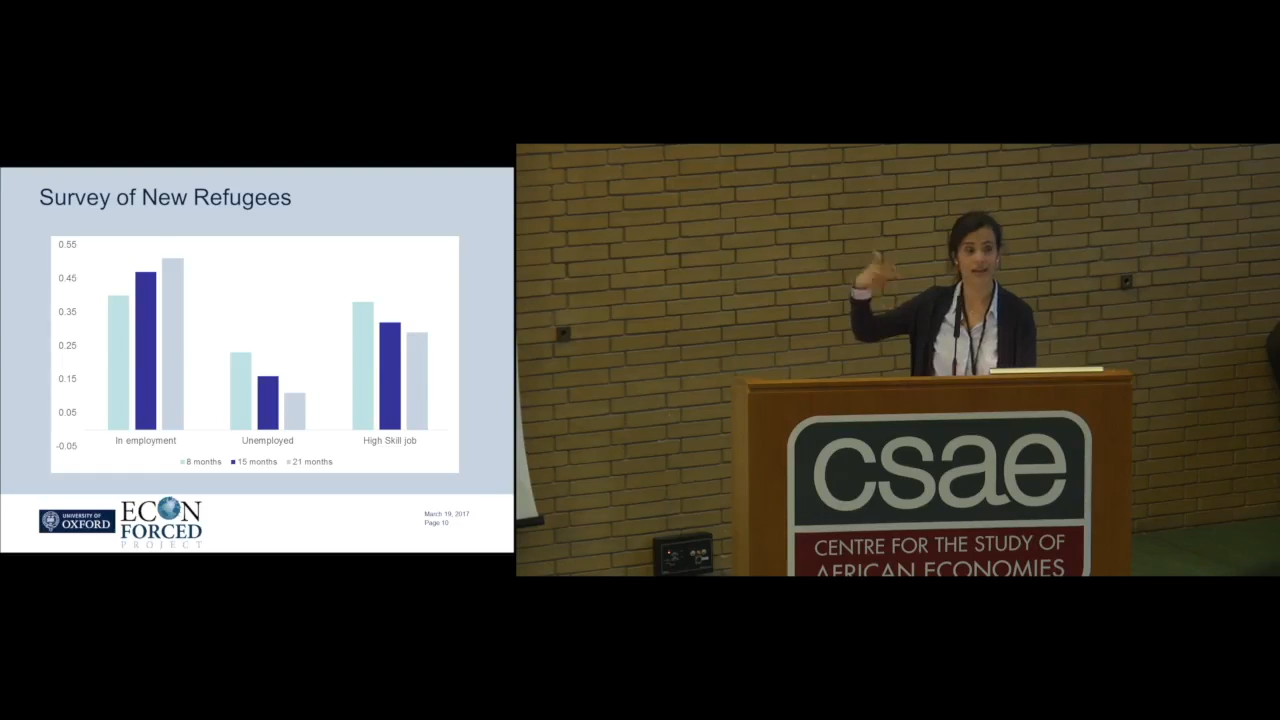 Survey of New Refugees
0.55
0.45
0.35
0.25
0.15
0.05
-0.05
In employment
Unemployed
High Skill job
8 months
15 months
21 months
UNIVERSITY OF
OXFORD
ECON
FORCED
PROJECT
March 19, 2017
Page 10
csae
CENTRE FOR THE STUDY OF
AFRICAN ECONOMIES